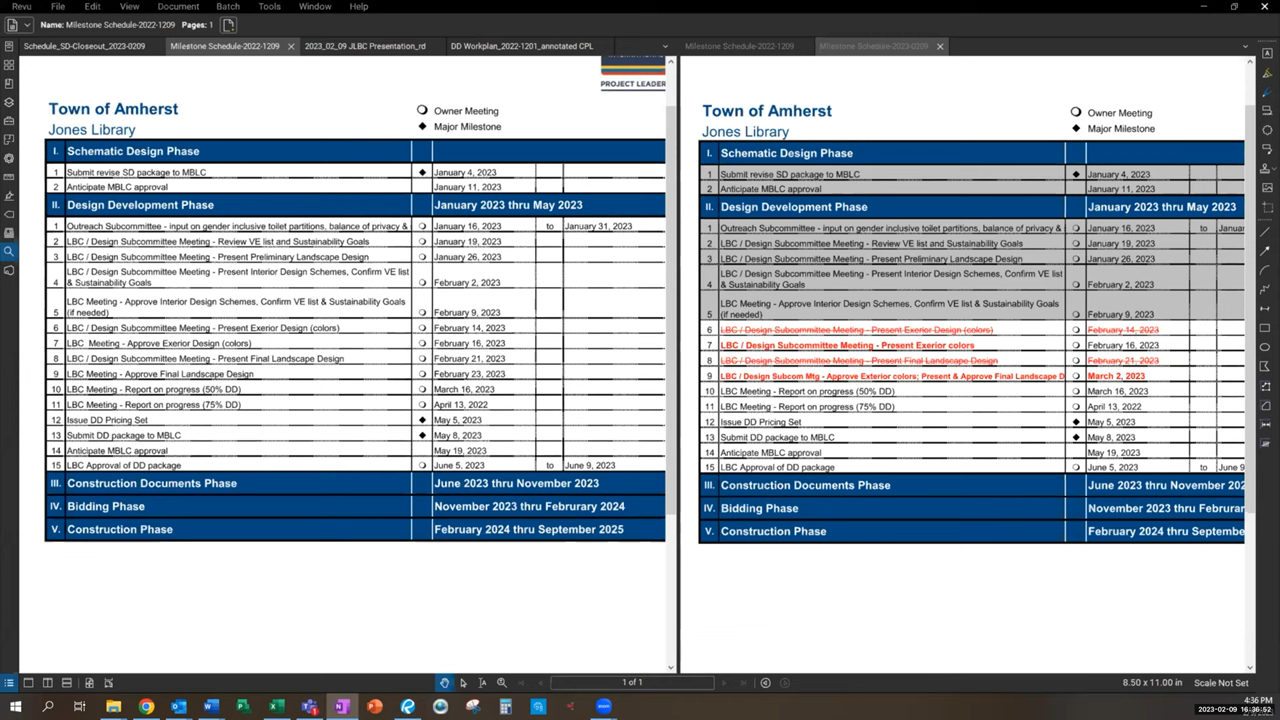 Revu File Edit View Document Batch Tools Window Help
Name: Milestone Schedule-2022-1209 Pages: 1
Schedule_SD-Closeout_2023-0209 Milestone Schedule-2022-1209 2023_02_09 JLBC Presentation_rd DD Workplan_2022-1201_annotated CPL Milestone Schedule-2022-1209 Milestone Schedule-2023-0209
PROJECT LEADER
Town of Amherst
Jones Library
Owner Meeting
Major Milestone
I. Schematic Design Phase
1 Submit revise SD package to MBLC January 4, 2023
2 Anticipate MBLC approval January 11, 2023
II. Design Development Phase January 2023 thru May 2023
1 Outreach Subcommittee - input on gender inclusive toilet partitions, balance of privacy & January 16, 2023 to January 31, 2023
2 LBC / Design Subcommittee Meeting - Review VE list and Sustainability Goals January 19, 2023
3 LBC / Design Subcommittee Meeting - Present Preliminary Landscape Design January 26, 2023
LBC / Design Subcommittee Meeting - Present Interior Design Schemes, Confirm VE list
4 & Sustainability Goals February 2, 2023
LBC Meeting - Approve Interior Design Schemes, Confirm VE list & Sustainability Goals
5 (if needed) February 9, 2023
6 LBC / Design Subcommittee Meeting - Present Exerior Design (colors) February 14, 2023
7 LBC Meeting - Approve Exerior Design (colors) February 16, 2023
8 LBC / Design Subcommittee Meeting - Present Final Landscape Design February 21, 2023
9 LBC Meeting - Approve Final Landscape Design February 23, 2023
10 LBC Meeting - Report on progress (50% DD) March 16, 2023
11 LBC Meeting - Report on progress (75% DD) April 13, 2022
12 Issue DD Pricing Set May 5, 2023
13 Submit DD package to MBLC May 8, 2023
14 Anticipate MBLC approval May 19, 2023
15 LBC Approval of DD package June 5, 2023 to June 9, 2023
III. Construction Documents Phase June 2023 thru November 2023
IV. Bidding Phase November 2023 thru Februrary 2024
V. Construction Phase February 2024 thru September 2025
Town of Amherst
Jones Library
Owner Meeting
Major Milestone
I. Schematic Design Phase
1 Submit revise SD package to MBLC January 4, 2023
2 Anticipate MBLC approval January 11, 2023
II. Design Development Phase January 2023 thru May 2023
1 Outreach Subcommittee - input on gender inclusive toilet partitions, balance of privacy & January 16, 2023 to Januar
2 LBC / Design Subcommittee Meeting - Review VE list and Sustainability Goals January 19, 2023
3 LBC / Design Subcommittee Meeting - Present Preliminary Landscape Design January 26, 2023
LBC / Design Subcommittee Meeting - Present Interior Design Schemes, Confirm VE list
4 & Sustainability Goals February 2, 2023
LBC Meeting - Approve Interior Design Schemes, Confirm VE list & Sustainability Goals
5 (if needed) February 9, 2023
6 LBC / Design Subcommittee Meeting - Present Exerior Design (colors) February 14, 2023
7 LBC / Design Subcommittee Meeting - Present Exerior colors February 16, 2023
8 LBC / Design Subcommittee Meeting - Present Final Landscape Design February 21, 2023
9 LBC / Design Subcom Mtg - Approve Exterior colors; Present & Approve Final Landscape D March 2, 2023
10 LBC Meeting - Report on progress (50% DD) March 16, 2023
11 LBC Meeting - Report on progress (75% DD) April 13, 2022
12 Issue DD Pricing Set May 5, 2023
13 Submit DD package to MBLC May 8, 2023
14 Anticipate MBLC approval May 19, 2023
15 LBC Approval of DD package June 5, 2023 to June 9
III. Construction Documents Phase June 2023 thru November 202
IV. Bidding Phase November 2023 thru Februrar
V. Construction Phase February 2024 thru Septembe
1 of 1
8.50 x 11.00 in Scale Not Set
4:36 PM
2023-02-09 16:36:52